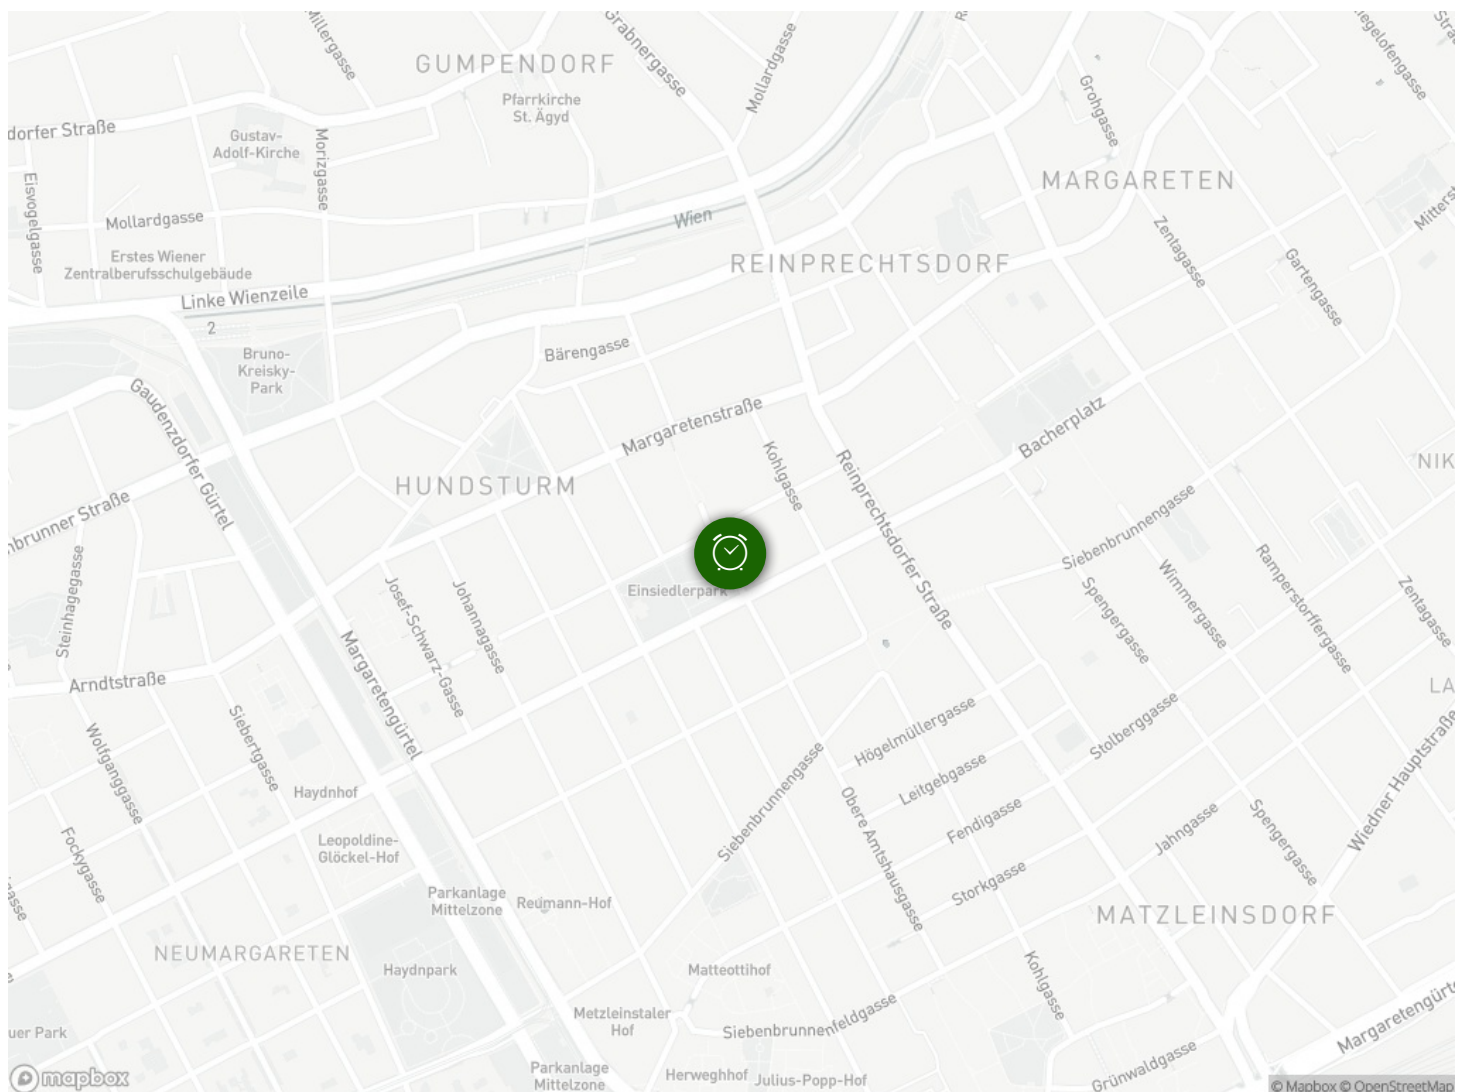 Millergasse
GUMPENDORF
Grabnergasse
Mollardgasse
Pfarrkirche
St. Ägyd
Grohgasse
dorfer Straße
Gustav-
Adolf-Kirche
Morizgasse
Eisvogelgasse
MARGARETEN
Mollardgasse
Wien
Zentagasse
Gartengasse
Erstes Wiener
Zentralberufsschulgebäude
REINPRECHTSDORF
Linke Wienzeile
2
Bruno-
Kreisky-
Park
Bärengasse
Gaudenzdorfer Gürtel
Margaretenstraße
Bacherplatz
Kohlgasse
Reinprechtsdorfer Straße
NIK
HUNDSTURM
nbrunner Straße
Siebenbrunnengasse
Steinhagegasse
Josef-Schwarz-Gasse
Johannagasse
Einsiedlerpark
Spengergasse
Wimmergasse
Ramperstorffergasse
Zentagasse
Arndtstraße
Margaretengürtel
LA
Siebertgasse
Wolfganggasse
Högelmüllergasse
Stolberggasse
Wiedner Hauptstraße
Leitgebgasse
Haydnhof
Siebenbrunnengasse
Obere Amtshausgasse
Fendigasse
Jahngasse
Spengergasse
Leopoldine-
Glöckel-Hof
Fockygasse
Storkgasse
Parkanlage
Mittelzone
Reumann-Hof
MATZLEINSDORF
NEUMARGARETEN
Haydnpark
Matteottihof
Kohlgasse
Metzleinstaler
Hof
Siebenbrunnenfeldgasse
Margaretengürte
uer Park
Parkanlage
Mittelzone
Herweghhof
Julius-Popp-Hof
Grünwaldgasse
mapbox
© Mapbox © OpenStreetMap